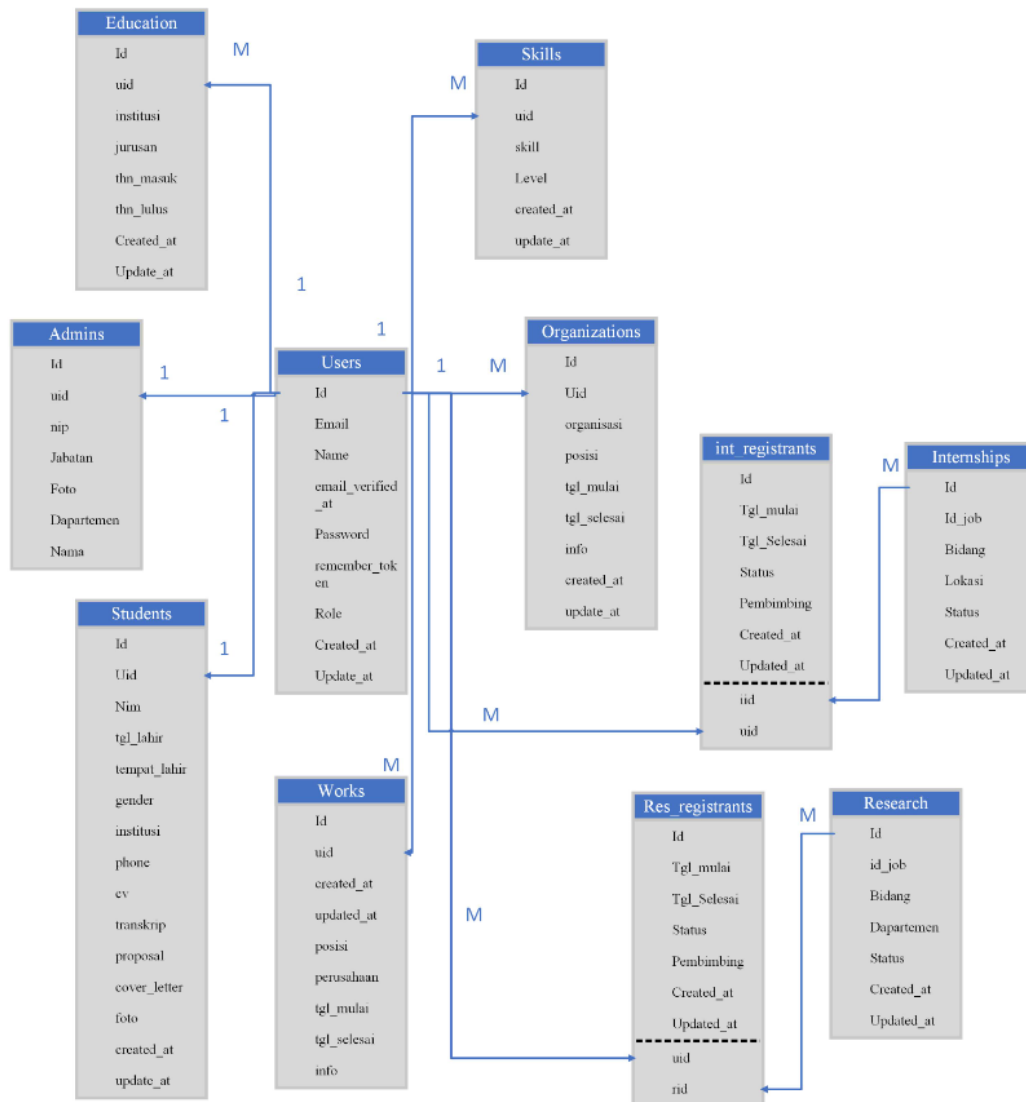 Education
Id
uid
institusi
jurusan
thn_masuk
thn_lulus
Created_at
Update_at
M
1
Skills
Id
uid
skill
Level
created_at
update_at
M
1
Admins
Id
uid
nip
Jabatan
Foto
Dapartemen
Nama
1
1
Users
Id
Email
Name
email_verified
_at
Password
remember_tok
en
Role
Created_at
Update_at
1
M
Organizations
Id
Uid
organisasi
posisi
tgl_mulai
tgl_selesai
info
created_at
update_at
int_registrants
Id
Tgl_mulai
Tgl_Selesai
Status
Pembimbing
Created_at
Updated_at
iid
uid
M
M
Internships
Id
Id_job
Bidang
Lokasi
Status
Created_at
Updated_at
Students
Id
Uid
Nim
tgl_lahir
tempat_lahir
gender
institusi
phone
cv
transkrip
proposal
cover_letter
foto
created_at
update_at
1
M
Works
Id
uid
created_at
updated_at
posisi
perusahaan
tgl_mulai
tgl_selesai
info
M
Res_registrants
Id
Tgl_mulai
Tgl_Selesai
Status
Pembimbing
Created_at
Updated_at
uid
rid
M
Research
Id
id_job
Bidang
Dapartemen
Status
Created_at
Updated_at